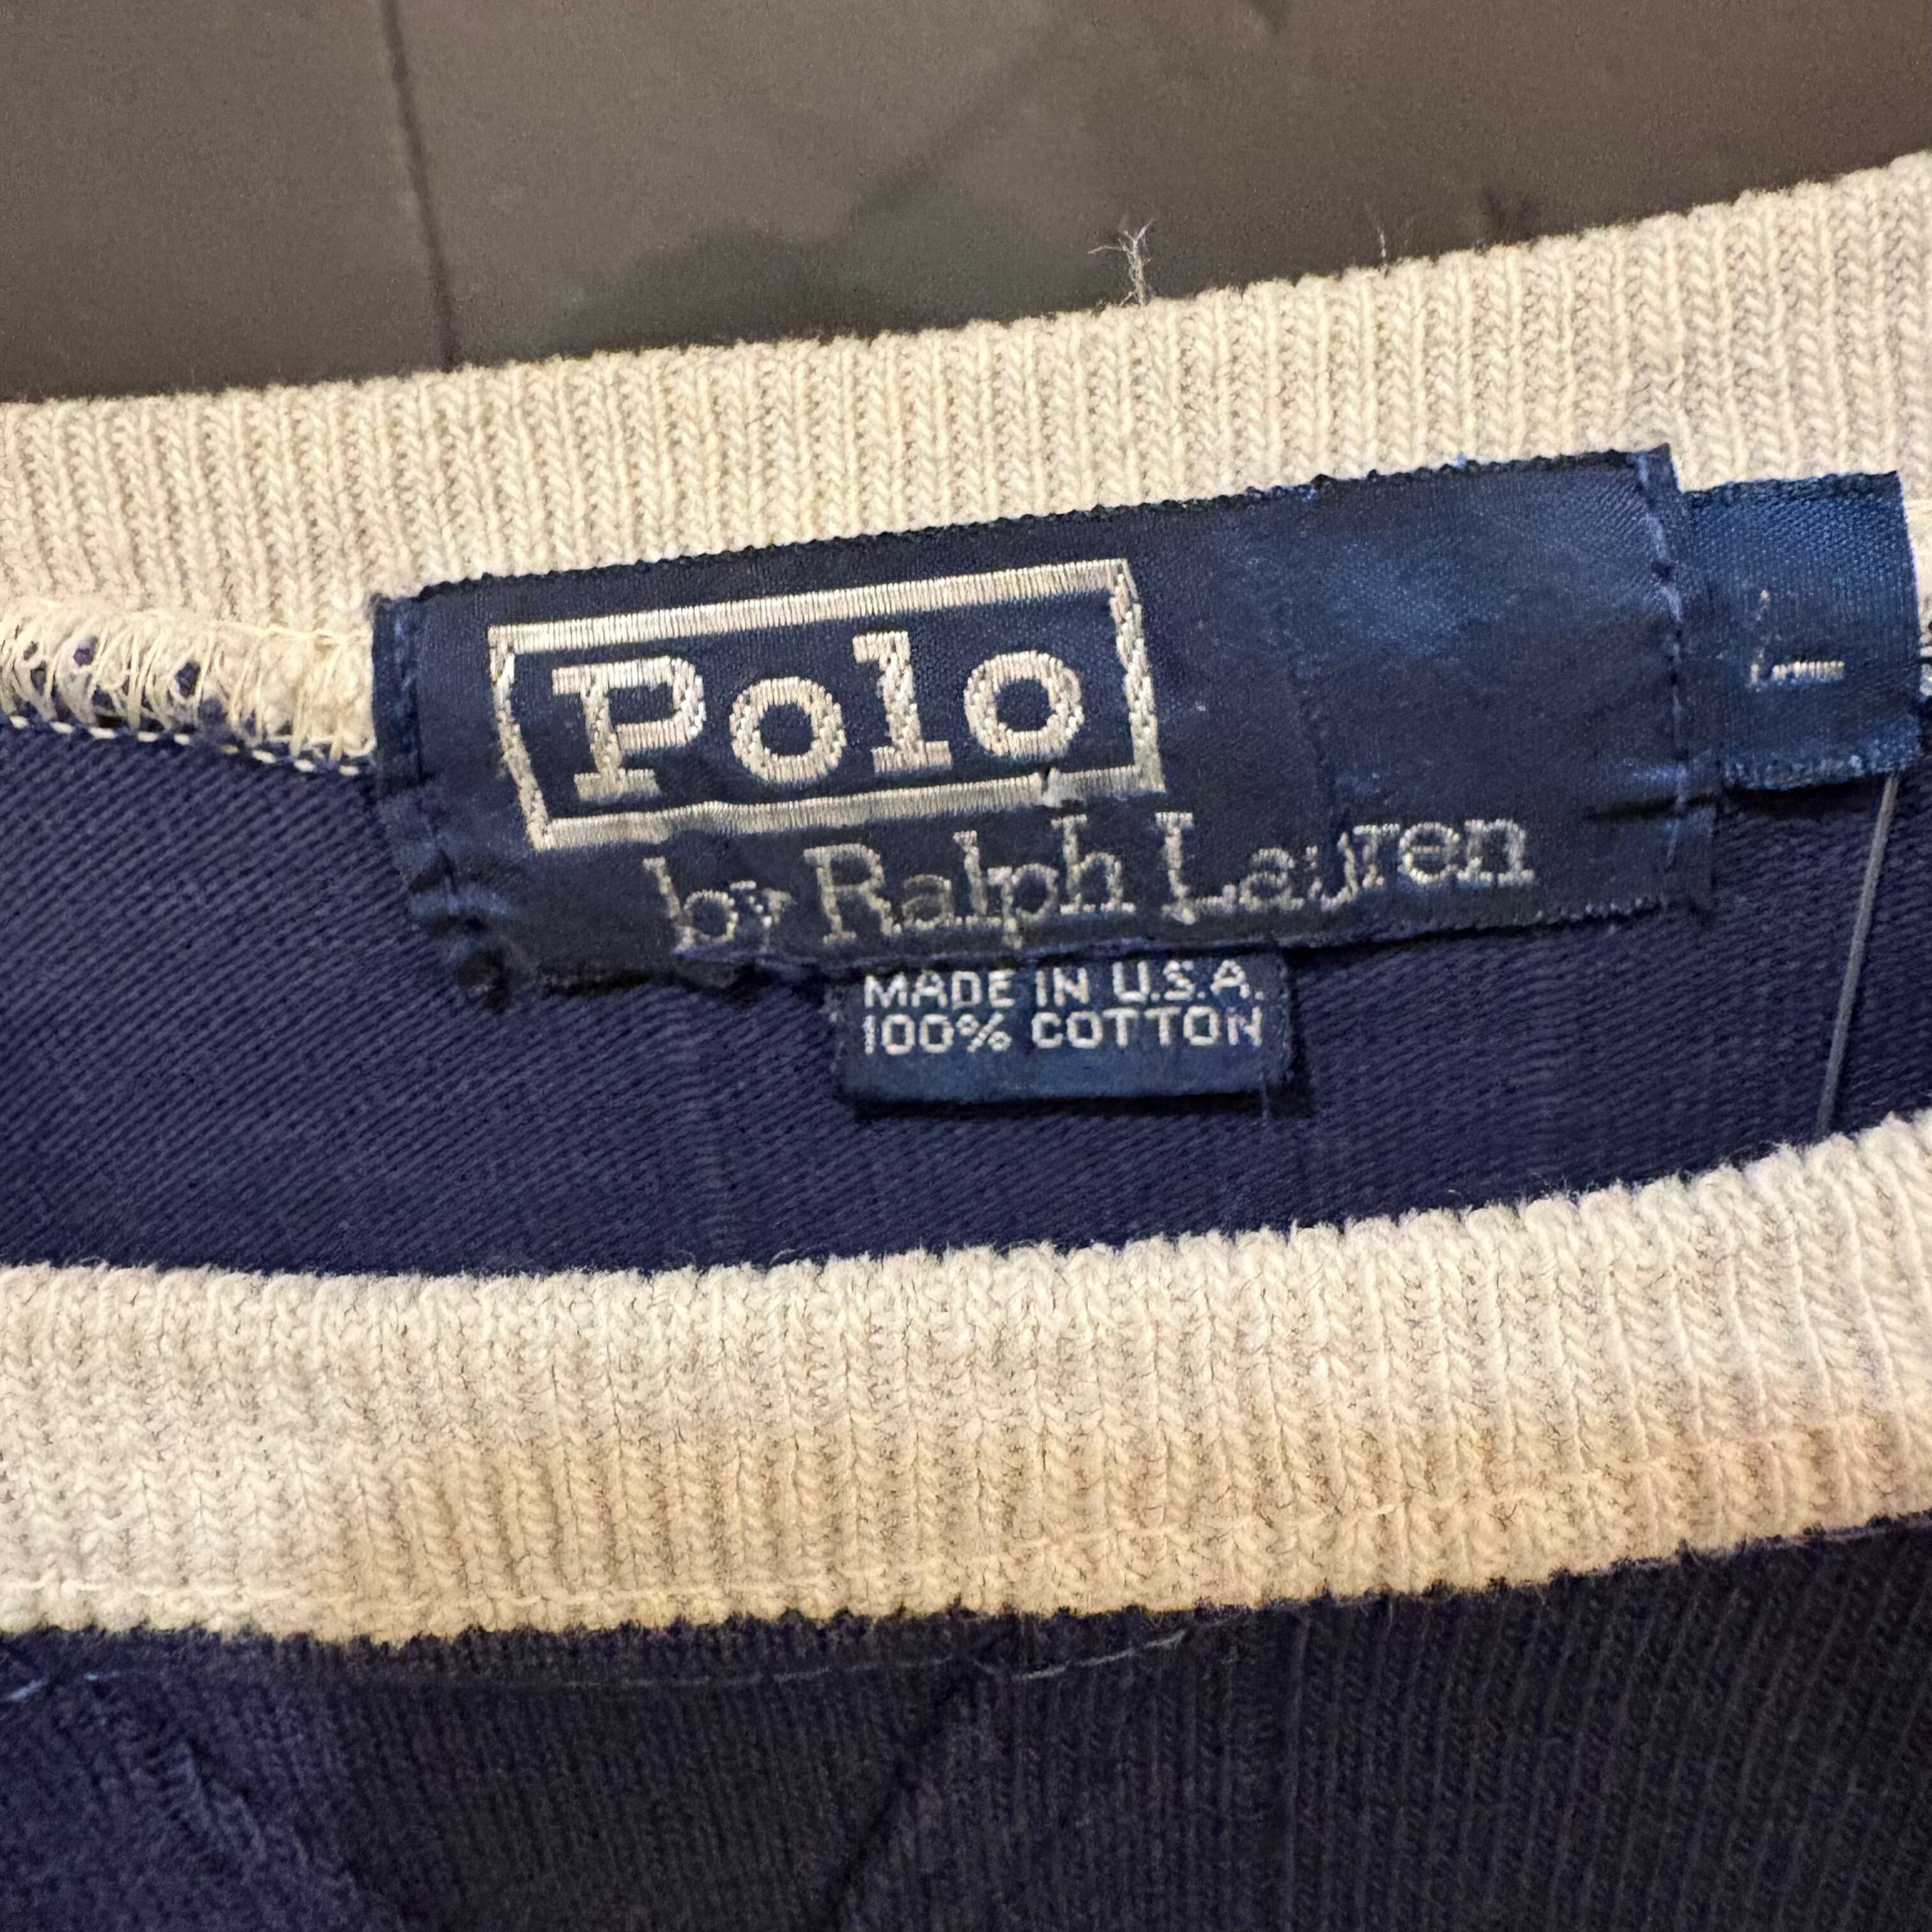 Polo
by Ralph Lauren
L
MADE IN U.S.A.
100% COTTON